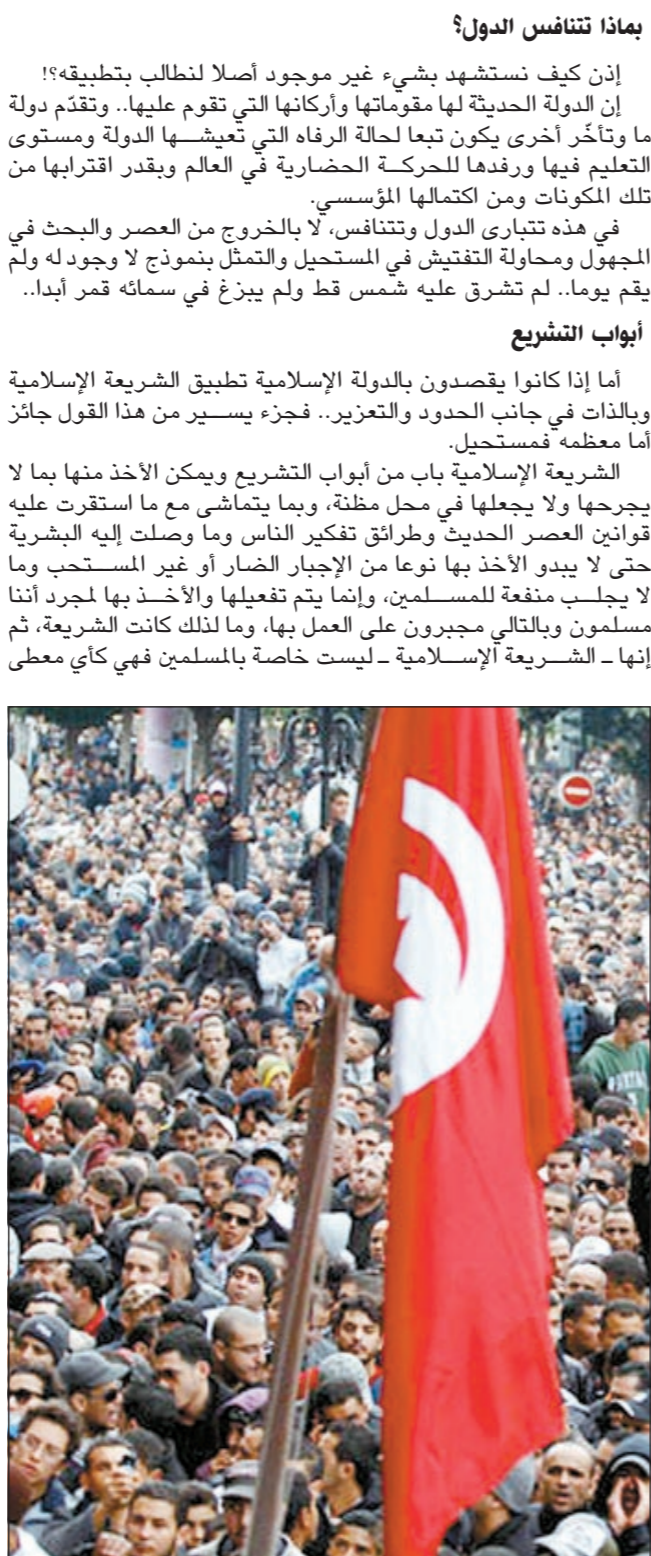 بماذا تتنافس الدول؟
إذن كيف نستشهد بشيء غير موجود أصلا لنطالب بتطبيقه؟!
إن الدولة الحديثة لها مقوماتها وأركانها التي تقوم عليها.. وتقدّم دولة
ما وتأخّر أخرى يكون تبعا لحالة الرفاه التي تعيشها الدولة ومستوى
التعليم فيها ورفدها للحركة الحضارية في العالم وبقدر اقترابها من
تلك المكونات ومن اكتمالها المؤسسي.
في هذه تتبارى الدول وتتنافس، لا بالخروج من العصر والبحث في
المجهول ومحاولة التفتيش في المستحيل والتمثل بنموذج لا وجود له ولم
يقم يوما.. لم تشرق عليه شمس قط ولم يبزغ في سمائه قمر أبدا..
أبواب التشريع
أما إذا كانوا يقصدون بالدولة الإسلامية تطبيق الشريعة الإسلامية
وبالذات في جانب الحدود والتعزير.. فجزء يسير من هذا القول جائز
أما معظمه فمستحيل.
الشريعة الإسلامية باب من أبواب التشريع ويمكن الأخذ منها بما لا
يجرحها ولا يجعلها في محل مظنة، وبما يتماشى مع ما استقرت عليه
قوانين العصر الحديث وطرائق تفكير الناس وما وصلت إليه البشرية
حتى لا يبدو الأخذ بها نوعا من الإجبار الضار أو غير المستحب وما
لا يجلب منفعة للمسلمين، وإنما يتم تفعيلها والأخذ بها لمجرد أننا
مسلمون وبالتالي مجبرون على العمل بها، وما لذلك كانت الشريعة، ثم
إنها ــ الشريعة الإسلامية ــ ليست خاصة بالمسلمين فهي كأي معطى